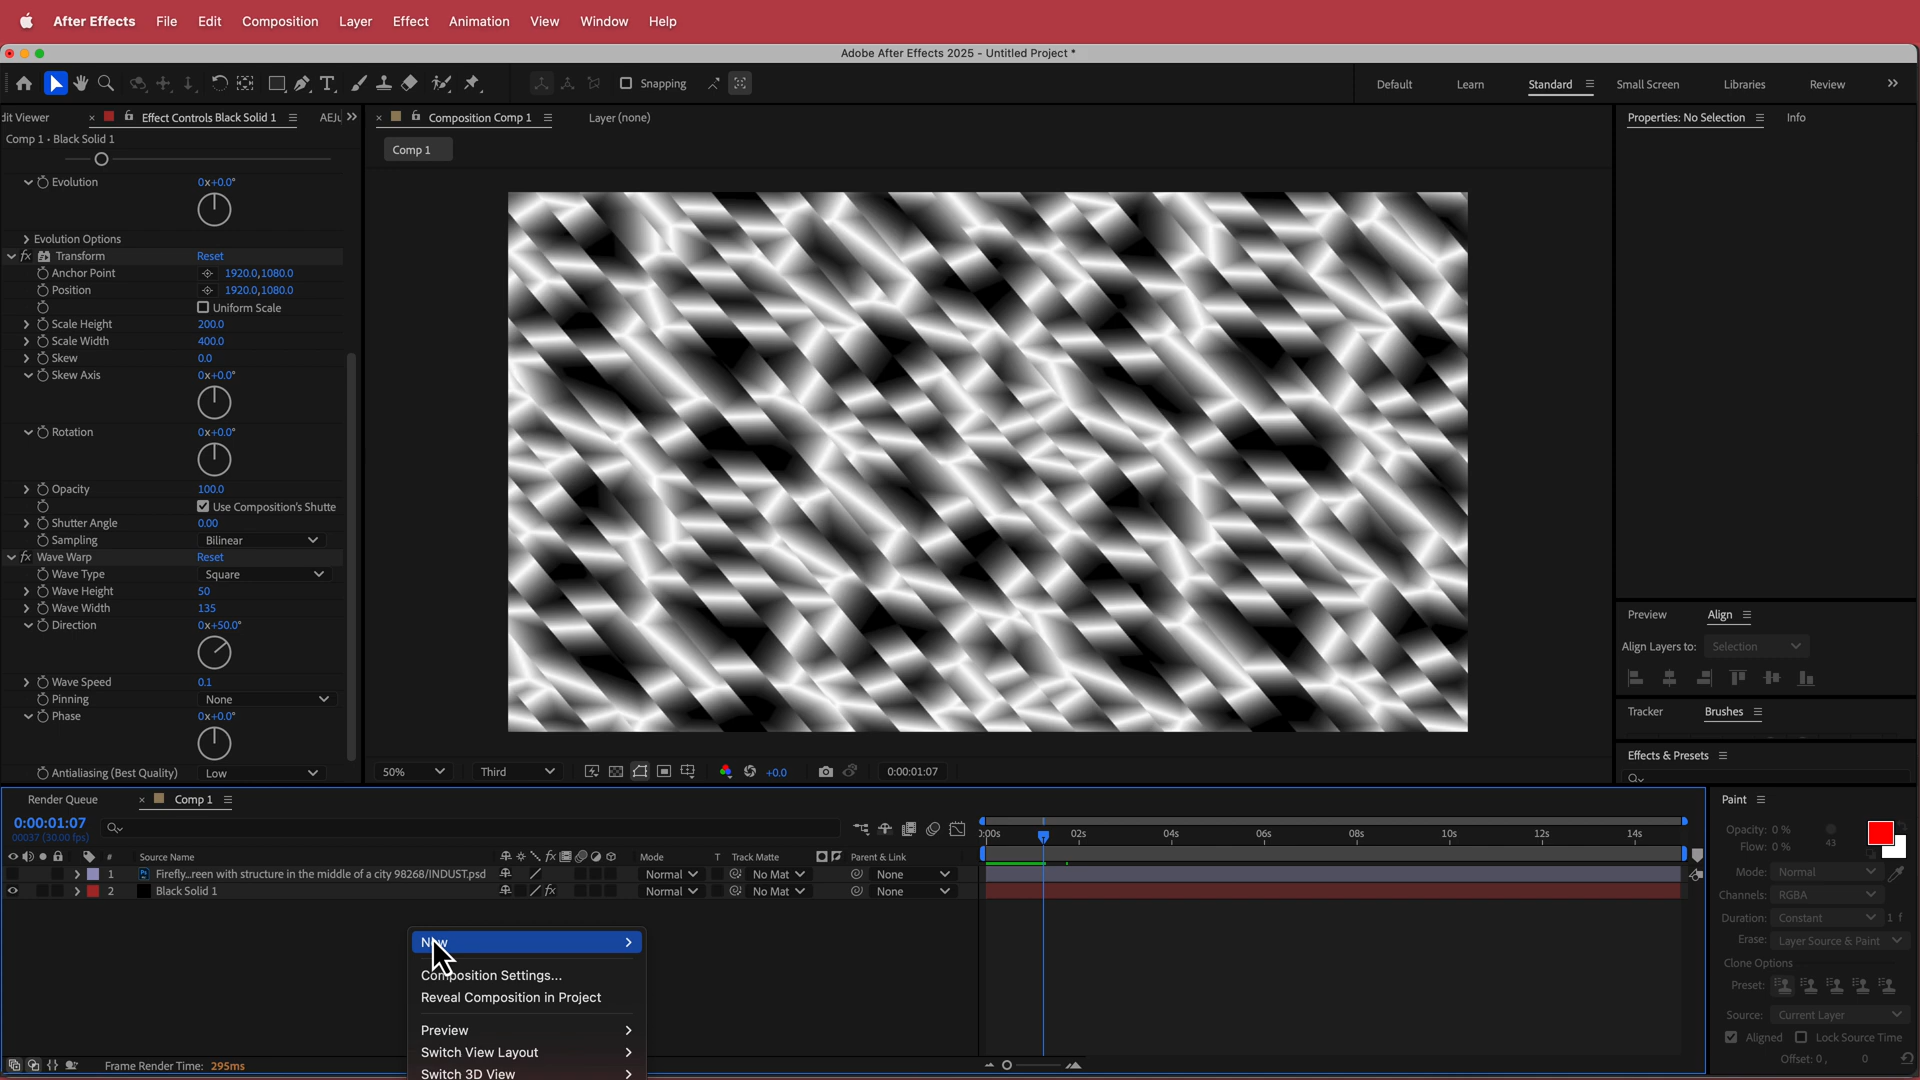 After Effects File Edit Composition Layer Effect Animation View Window Help
Adobe After Effects 2025 - Untitled Project *
Snapping Default Learn Standard Small Screen Libraries Review
dit Viewer Effect Controls Black Solid 1 Composition Comp 1 Layer (none) Properties: No Selection Info
Comp 1 • Black Solid 1
Comp 1
Evolution 0x+0.0°
Evolution Options
fx Transform Reset
Anchor Point 1920.0,1080.0
Position 1920.0,1080.0
Uniform Scale
Scale Height 200.0
Scale Width 400.0
Skew 0.0
Skew Axis 0x+0.0°
Rotation 0x+0.0°
Opacity 100.0
Use Composition's Shutte
Shutter Angle 0.00
Sampling Bilinear
fx Wave Warp Reset
Wave Type Square
Wave Height 50
Wave Width 135
Direction 0x+50.0°
Wave Speed 0.1
Pinning None
Phase 0x+0.0°
Antialiasing (Best Quality) Low
50% Third +0.0 0:00:01:07
Preview Align
Align Layers to: Selection
Tracker Brushes
Effects & Presets
Render Queue Comp 1
0:00:01:07
00037 (30.00 fps)
0:00s 02s 04s 06s 08s 10s 12s 14s
# Source Name fx Mode T Track Matte Parent & Link
1 Firefly...reen with structure in the middle of a city 98268/INDUST.psd Normal No Mat None
2 Black Solid 1 fx Normal No Mat None
New
Composition Settings...
Reveal Composition in Project
Preview
Switch View Layout
Switch 3D View
Frame Render Time: 295ms
Paint
Opacity: 0 %
Flow: 0 % 43
Mode: Normal
Channels: RGBA
Duration: Constant 1 f
Erase: Layer Source & Paint
Clone Options
Preset:
Source: Current Layer
Aligned Lock Source Time
Offset: 0 , 0